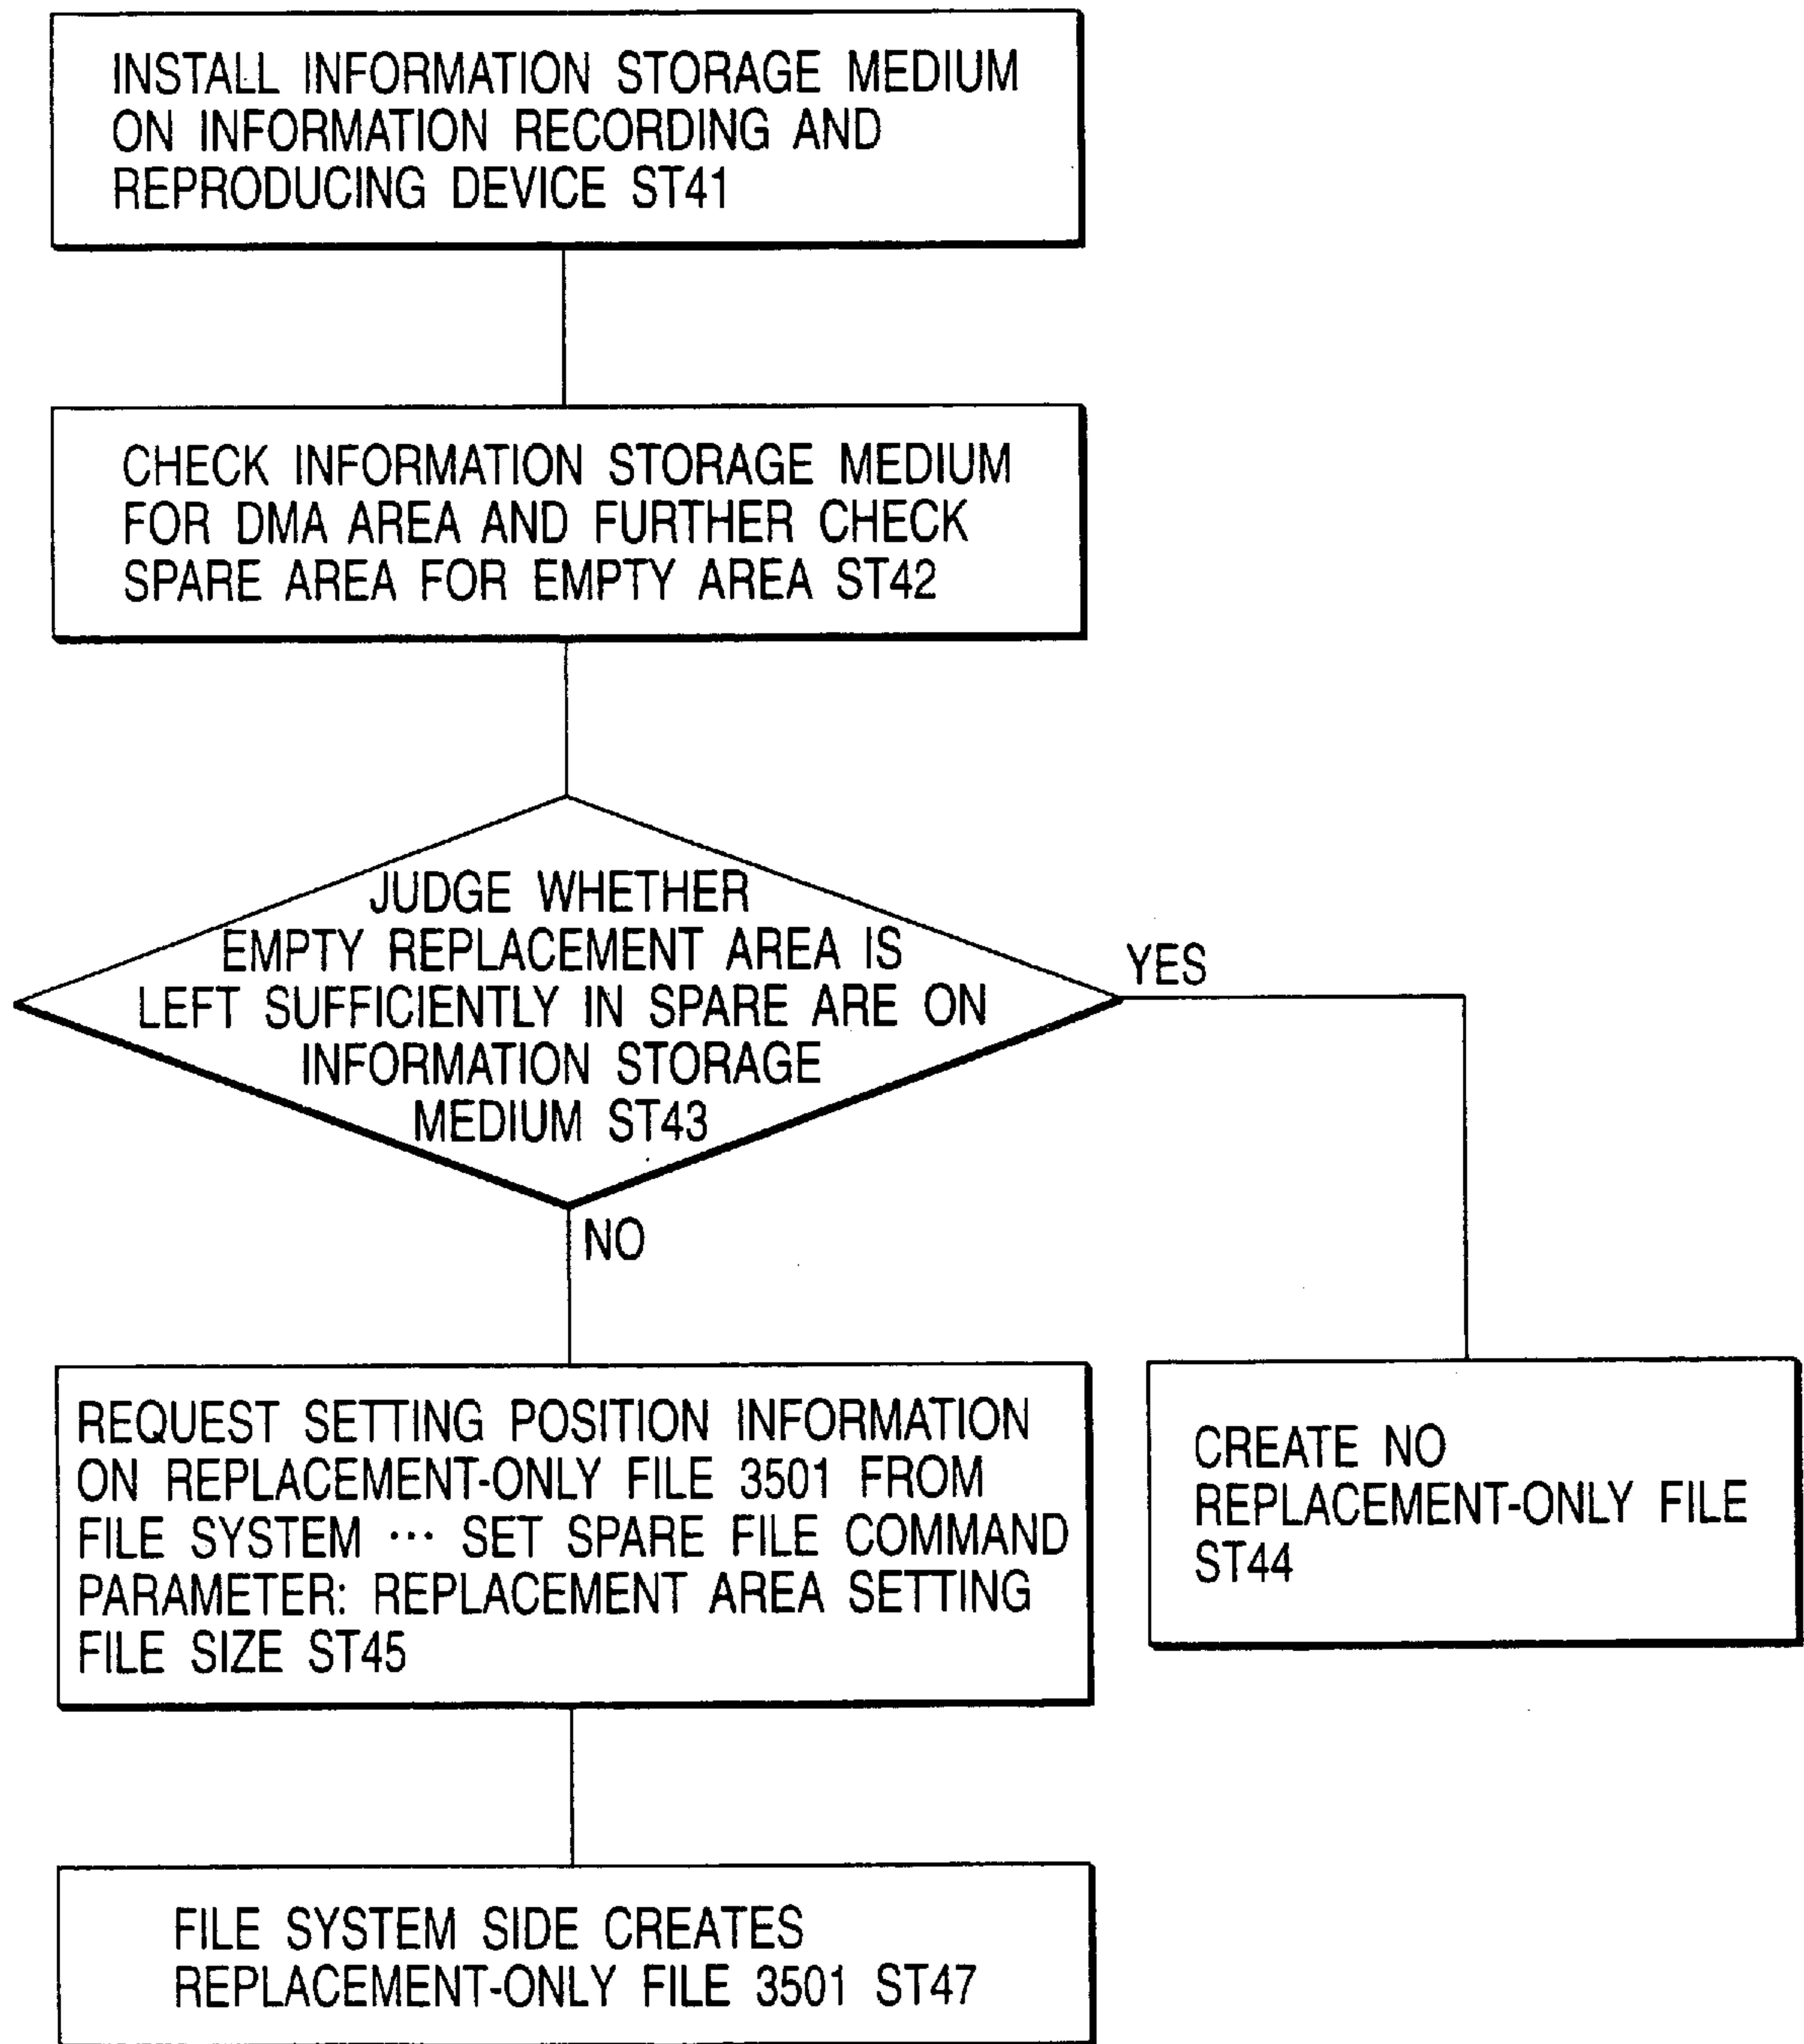 INSTALL INFORMATION STORAGE MEDIUM
ON INFORMATION RECORDING AND
REPRODUCING DEVICE ST41
CHECK INFORMATION STORAGE MEDIUM
FOR DMA AREA AND FURTHER CHECK
SPARE AREA FOR EMPTY AREA ST42
JUDGE WHETHER
EMPTY REPLACEMENT AREA IS
LEFT SUFFICIENTLY IN SPARE ARE ON
INFORMATION STORAGE
MEDIUM ST43
YES
NO
REQUEST SETTING POSITION INFORMATION
ON REPLACEMENT-ONLY FILE 3501 FROM
FILE SYSTEM ··· SET SPARE FILE COMMAND
PARAMETER: REPLACEMENT AREA SETTING
FILE SIZE ST45
CREATE NO
REPLACEMENT-ONLY FILE
ST44
FILE SYSTEM SIDE CREATES
REPLACEMENT-ONLY FILE 3501 ST47